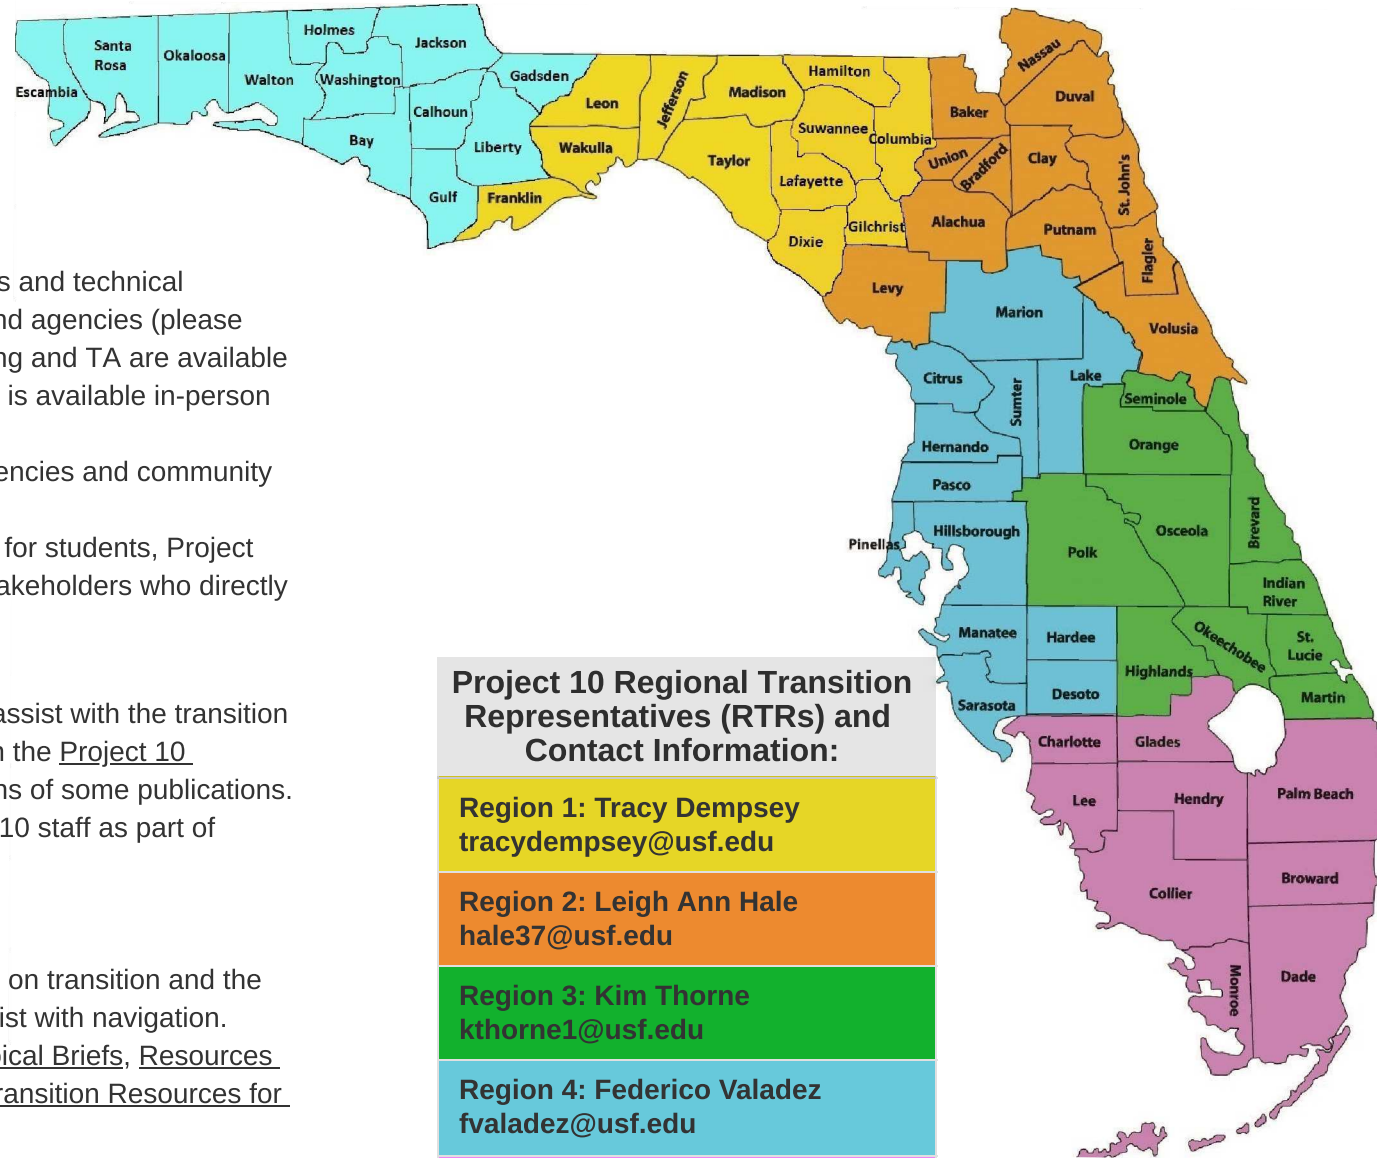 Holmes
Santa
Rosa
Okaloosa
Jackson
Walton
Washington
Gadsden
Escambia
Calhoun
Bay
Liberty
Gulf
Franklin
Leon
Jefferson
Madison
Hamilton
Wakulla
Taylor
Suwannee
Columbia
Lafayette
Dixie
Gilchrist
Nassau
Duval
Baker
Union
Bradford
Clay
St. John's
Alachua
Putnam
Flagler
Levy
Marion
Volusia
Citrus
Sumter
Lake
Seminole
Hernando
Orange
Pasco
Pinellas
Hillsborough
Polk
Osceola
Brevard
Indian
River
Manatee
Hardee
Okeechobee
St.
Lucie
Highlands
Desoto
Sarasota
Martin
Charlotte
Glades
Lee
Hendry
Palm Beach
Collier
Broward
Monroe
Dade
s and technical
nd agencies (please
ng and TA are available
is available in-person
encies and community
for students, Project
akeholders who directly
assist with the transition
n the Project 10
ns of some publications.
10 staff as part of
on transition and the
ist with navigation.
pical Briefs, Resources
ransition Resources for
Project 10 Regional Transition
Representatives (RTRs) and
Contact Information:
Region 1: Tracy Dempsey
tracydempsey@usf.edu
Region 2: Leigh Ann Hale
hale37@usf.edu
Region 3: Kim Thorne
kthorne1@usf.edu
Region 4: Federico Valadez
fvaladez@usf.edu